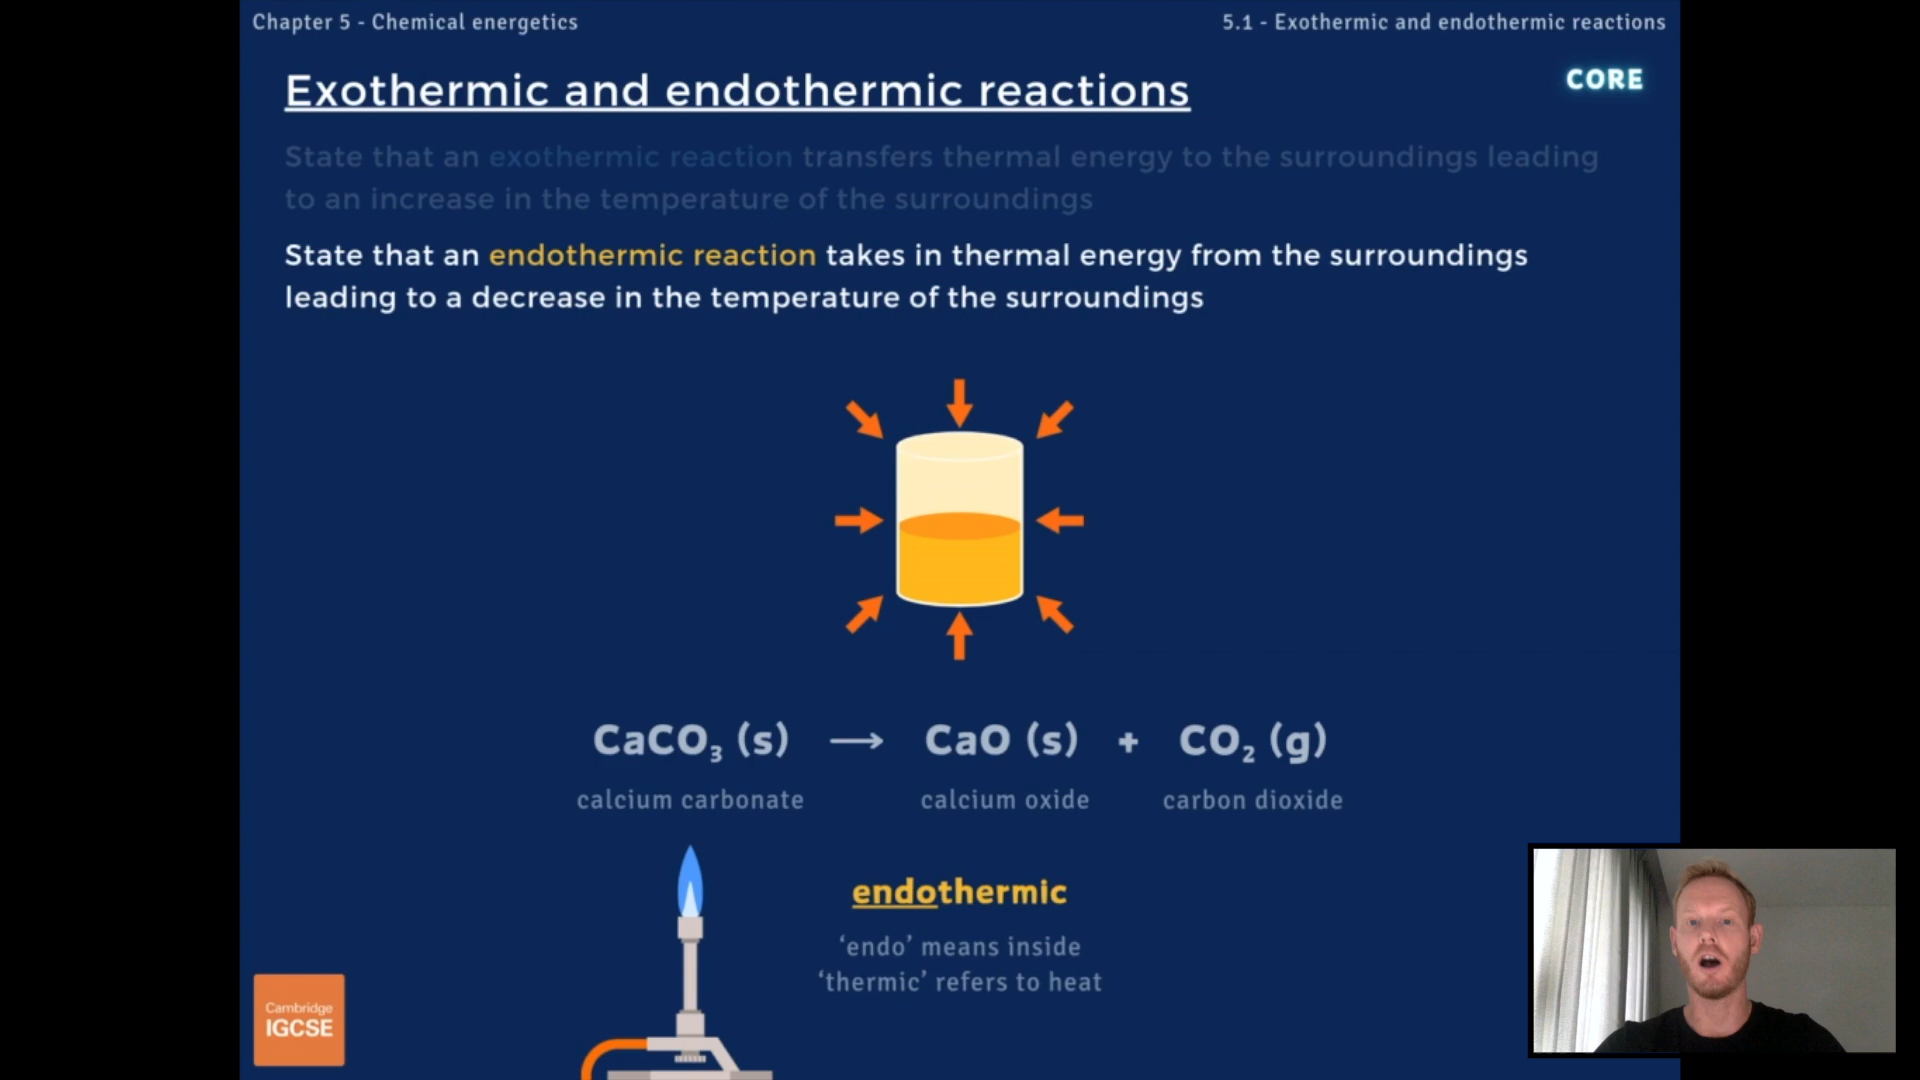 Chapter 5 - Chemical energetics
5.1 - Exothermic and endothermic reactions
Exothermic and endothermic reactions
CORE
State that an exothermic reaction transfers thermal energy to the surroundings leading
to an increase in the temperature of the surroundings
State that an endothermic reaction takes in thermal energy from the surroundings
leading to a decrease in the temperature of the surroundings
CaCO₃ (s) ⟶ CaO (s) + CO₂ (g)
calcium carbonate calcium oxide carbon dioxide
endothermic
‘endo’ means inside
‘thermic’ refers to heat
Cambridge
IGCSE